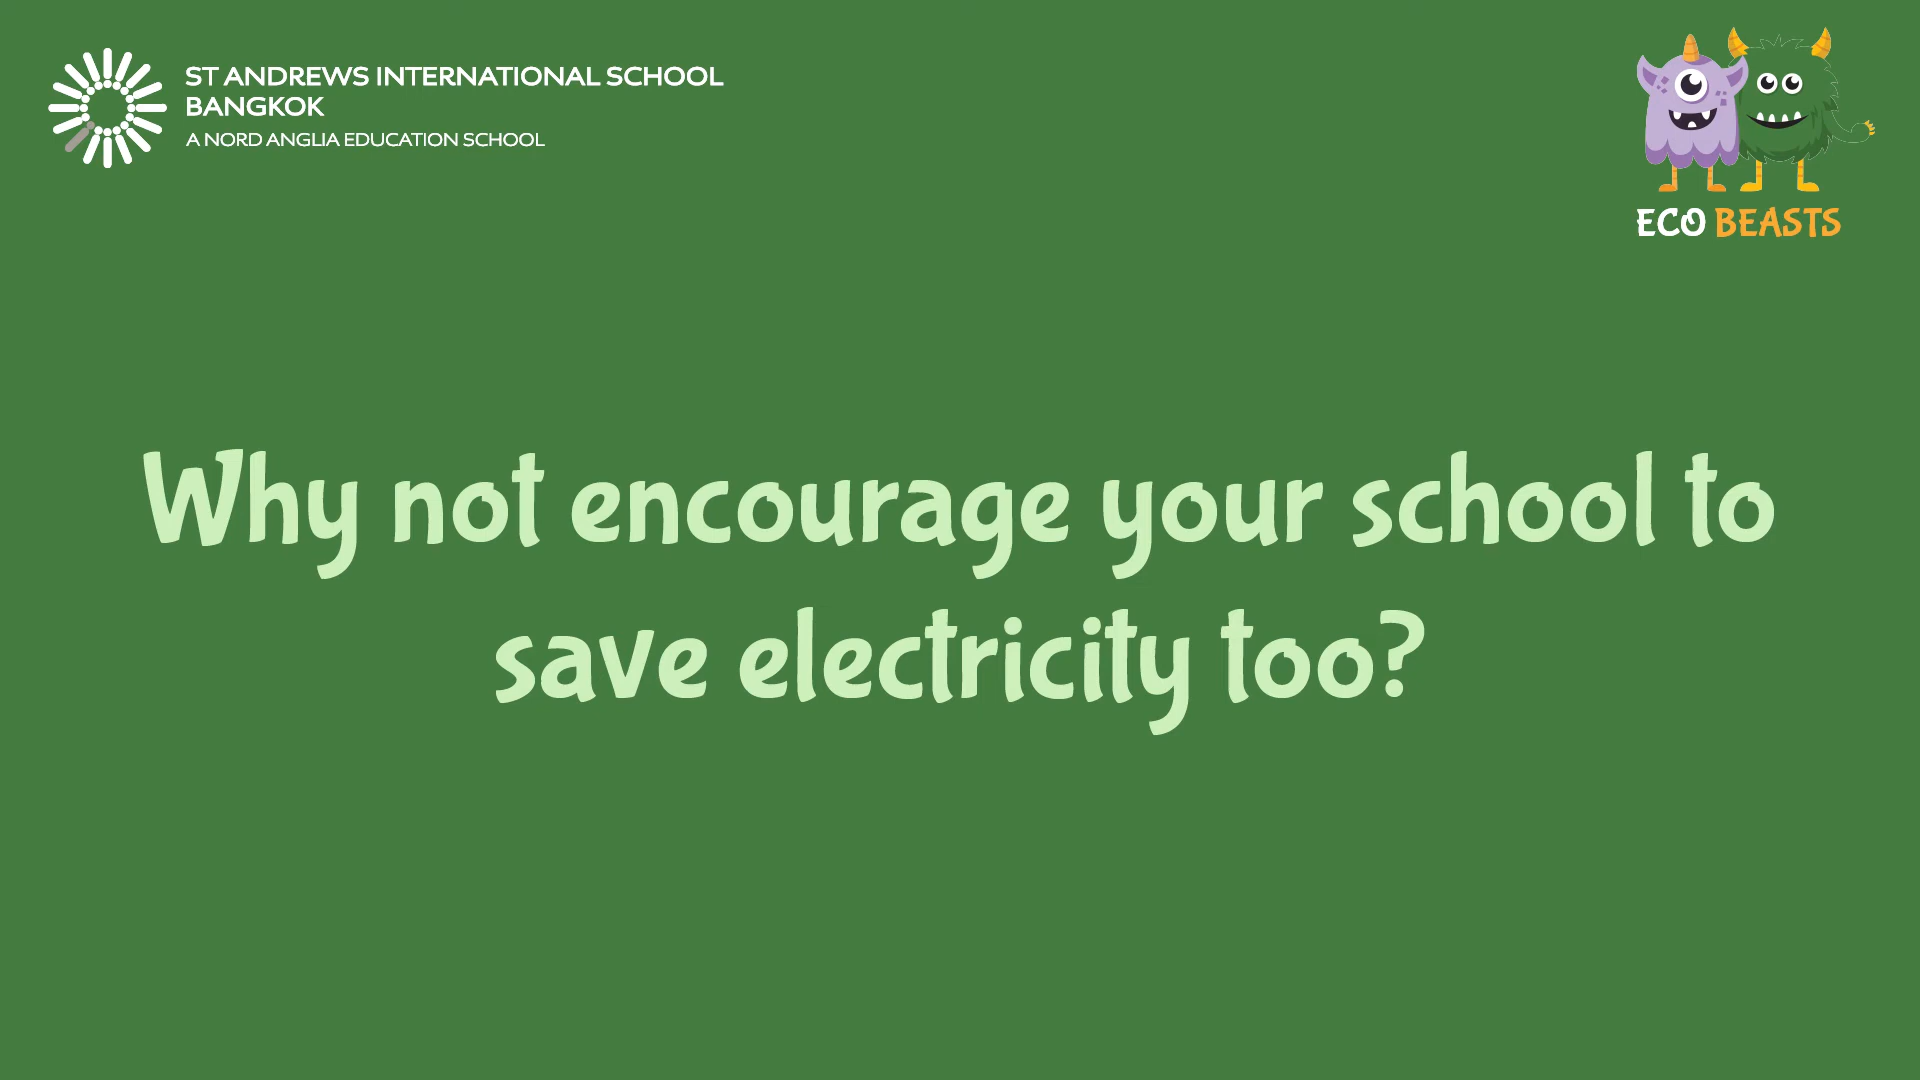 ST ANDREWS INTERNATIONAL SCHOOL
BANGKOK
A NORD ANGLIA EDUCATION SCHOOL
ECO BEASTS
Why not encourage your school to
save electricity too?